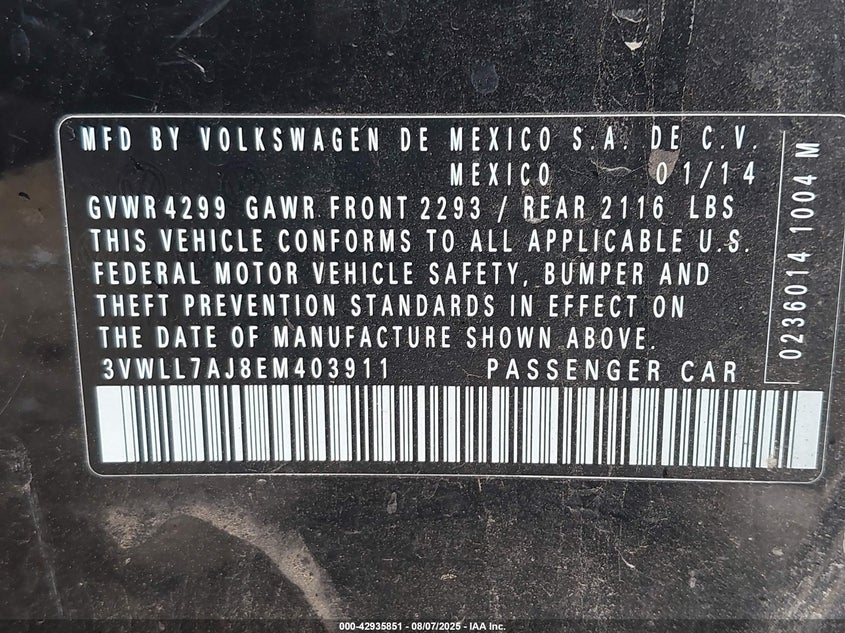 MFD BY VOLKSWAGEN DE MEXICO S.A. DE C.V.
MEXICO 01/14
GVWR 4299 GAWR FRONT 2293 / REAR 2116 LBS
THIS VEHICLE CONFORMS TO ALL APPLICABLE U.S.
FEDERAL MOTOR VEHICLE SAFETY, BUMPER AND
THEFT PREVENTION STANDARDS IN EFFECT ON
THE DATE OF MANUFACTURE SHOWN ABOVE.
3VWLL7AJ8EM403911 PASSENGER CAR
0236014 1004 M
000-42935851 - 08/07/2025 - IAA Inc.